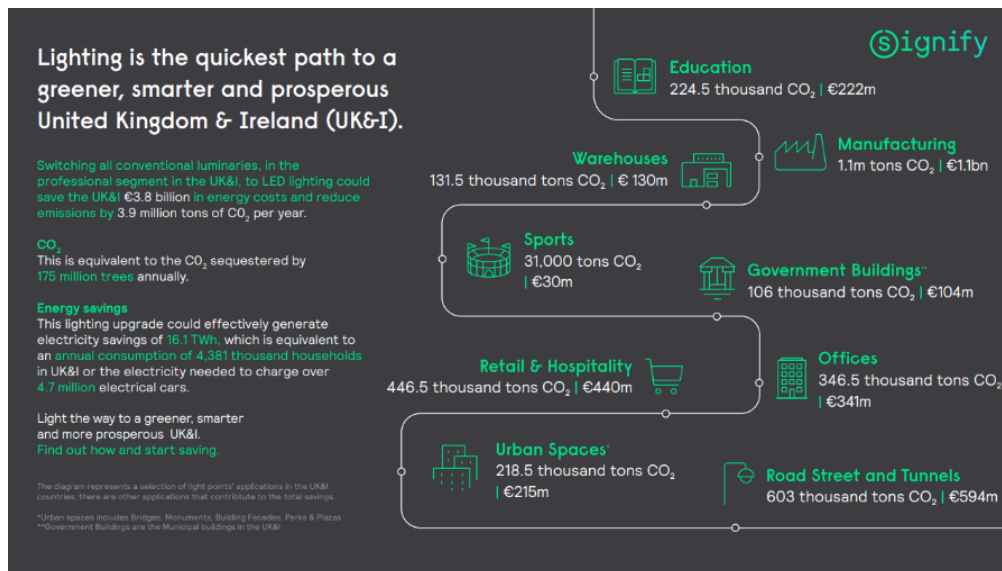 Lighting is the quickest path to a
greener, smarter and prosperous
United Kingdom & Ireland (UK&I).
Switching all conventional luminaries, in the
professional segment in the UK&I, to LED lighting could
save the UK&I €3.8 billion in energy costs and reduce
emissions by 3.9 million tons of CO₂ per year.
CO₂
This is equivalent to the CO₂ sequestered by
175 million trees annually.
Energy savings
This lighting upgrade could effectively generate
electricity savings of 16.1 TWh, which is equivalent to
an annual consumption of 4,381 thousand households
in UK&I or the electricity needed to charge over
4.7 million electrical cars.
Light the way to a greener, smarter
and more prosperous UK&I.
Find out how and start saving.
The diagram represents a selection of light points' applications in the UK&I
countries; there are other applications that contribtute to the total savings.
*Urban spaces includes Bridges, Monuments, Building Facades, Parks & Plazas
**Government Buildings are the Municipal buildings in the UK&I
signify
Education
224.5 thousand CO₂ | €222m
Manufacturing
1.1m tons CO₂ | €1.1bn
Warehouses
131.5 thousand tons CO₂ | € 130m
Sports
31,000 tons CO₂
| €30m
Government Buildings**
106 thousand tons CO₂ | €104m
Retail & Hospitality
446.5 thousand tons CO₂ | €440m
Offices
346.5 thousand tons CO₂
| €341m
Urban Spaces*
218.5 thousand tons CO₂
| €215m
Road Street and Tunnels
603 thousand tons CO₂ | €594m